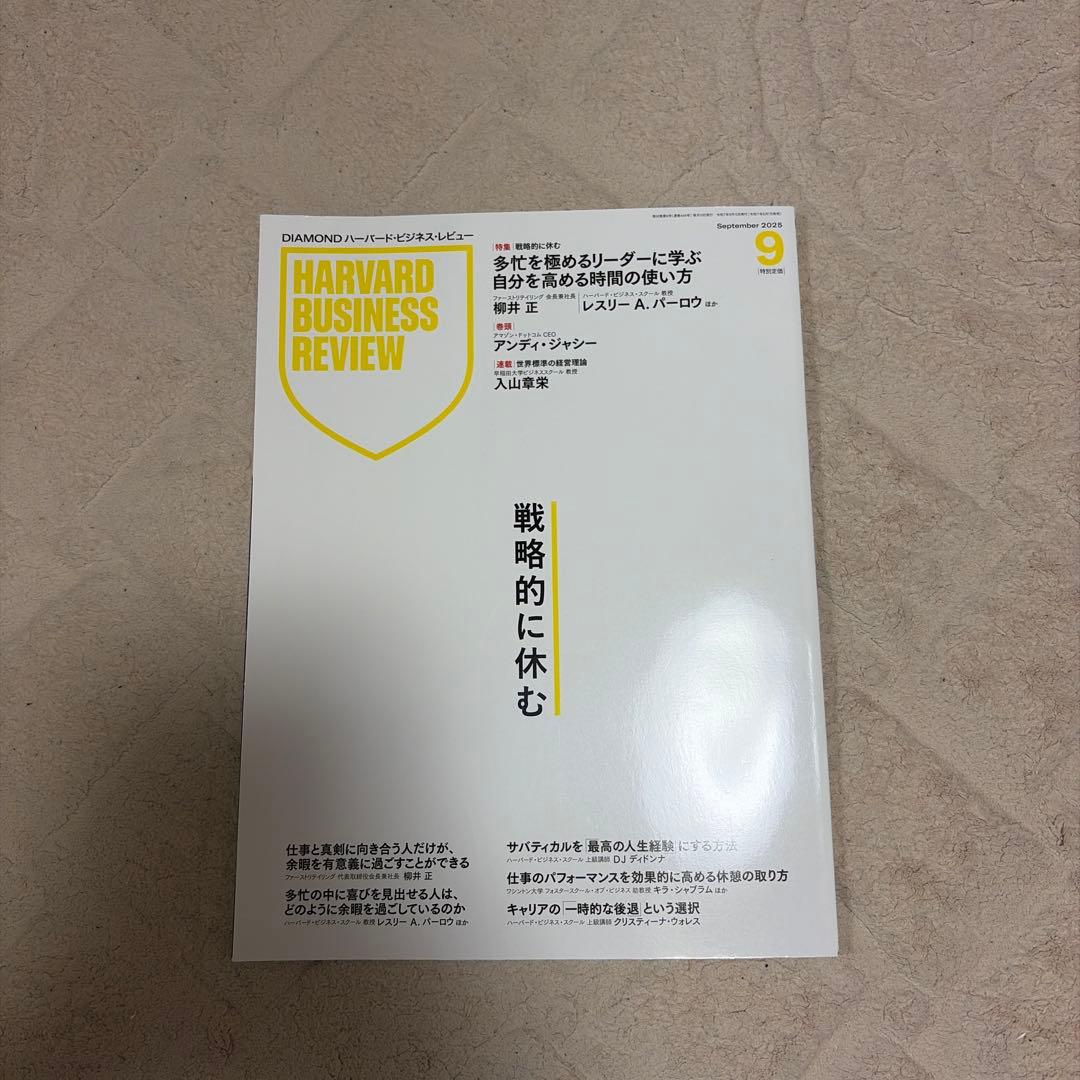 DIAMOND ハーバード・ビジネス・レビュー
HARVARD
BUSINESS
REVIEW
September 2025
9
特別定価
特集 戦略的に休む
多忙を極めるリーダーに学ぶ
自分を高める時間の使い方
ファーストリテイリング 会長兼社長
柳井 正
ハーバード・ビジネス・スクール 教授
レスリー A. パーロウ ほか
巻頭
アマゾン・ドットコム CEO
アンディ・ジャシー
連載 世界標準の経営理論
早稲田大学ビジネススクール 教授
入山章栄
戦略的に休む
仕事と真剣に向き合う人だけが、
余暇を有意義に過ごすことができる
ファーストリテイリング 代表取締役会長兼社長 柳井 正
多忙の中に喜びを見出せる人は、
どのように余暇を過ごしているのか
ハーバード・ビジネス・スクール 教授 レスリー A. パーロウ ほか
サバティカルを「最高の人生経験」にする方法
ハーバード・ビジネス・スクール 上級講師 DJ ディドンナ
仕事のパフォーマンスを効果的に高める休憩の取り方
ワシントン大学 フォスタースクール・オブ・ビジネス 助教授 キラ・シャブラム ほか
キャリアの「一時的な後退」という選択
ハーバード・ビジネス・スクール 上級講師 クリスティーナ・ウォレス